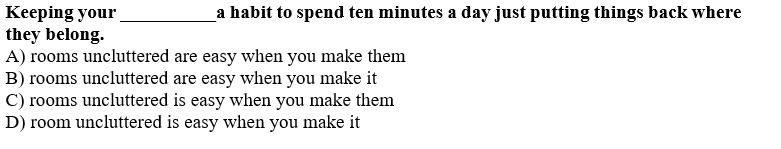 Keeping your __________a habit to spend ten minutes a day just putting things back where
they belong.
A) rooms uncluttered are easy when you make them
B) rooms uncluttered are easy when you make it
C) rooms uncluttered is easy when you make them
D) room uncluttered is easy when you make it